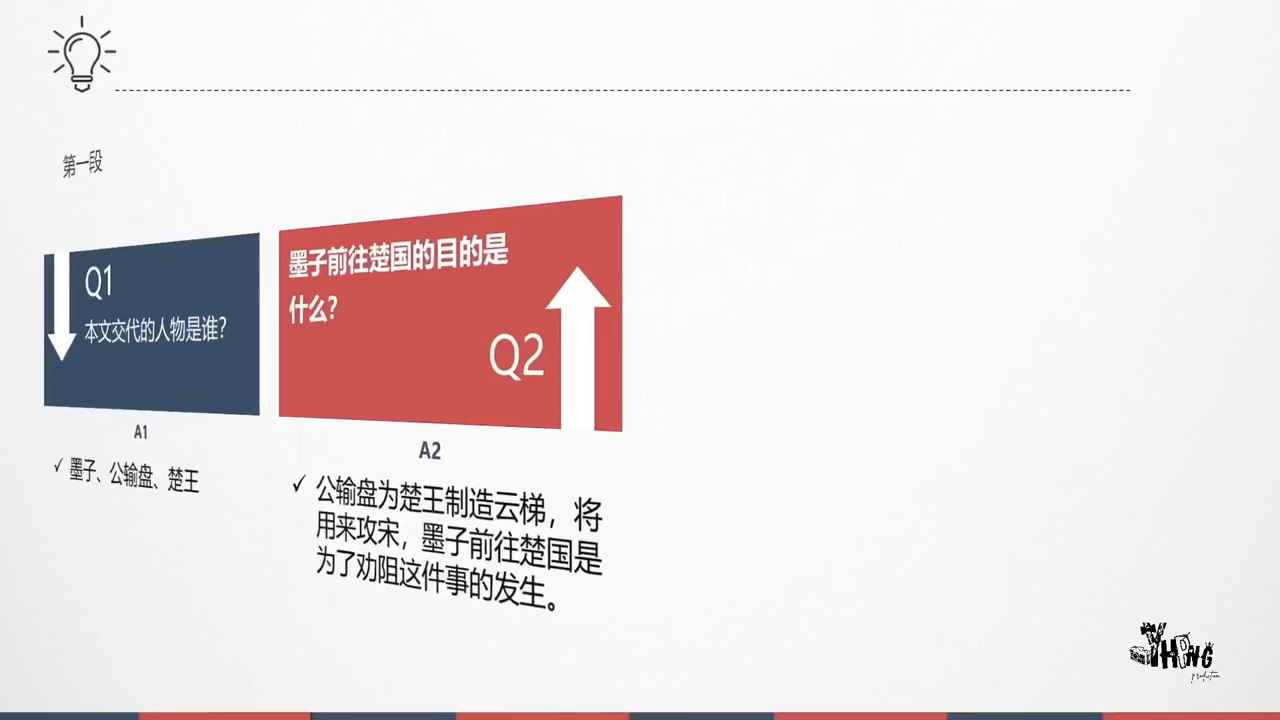 第一段
Q1
本文交代的人物是谁?
墨子前往楚国的目的是
什么?
Q2
A1
✓ 墨子、公输盘、楚王
A2
✓ 公输盘为楚王制造云梯，将
用来攻宋，墨子前往楚国是
为了劝阻这件事的发生。
YHPNG
production